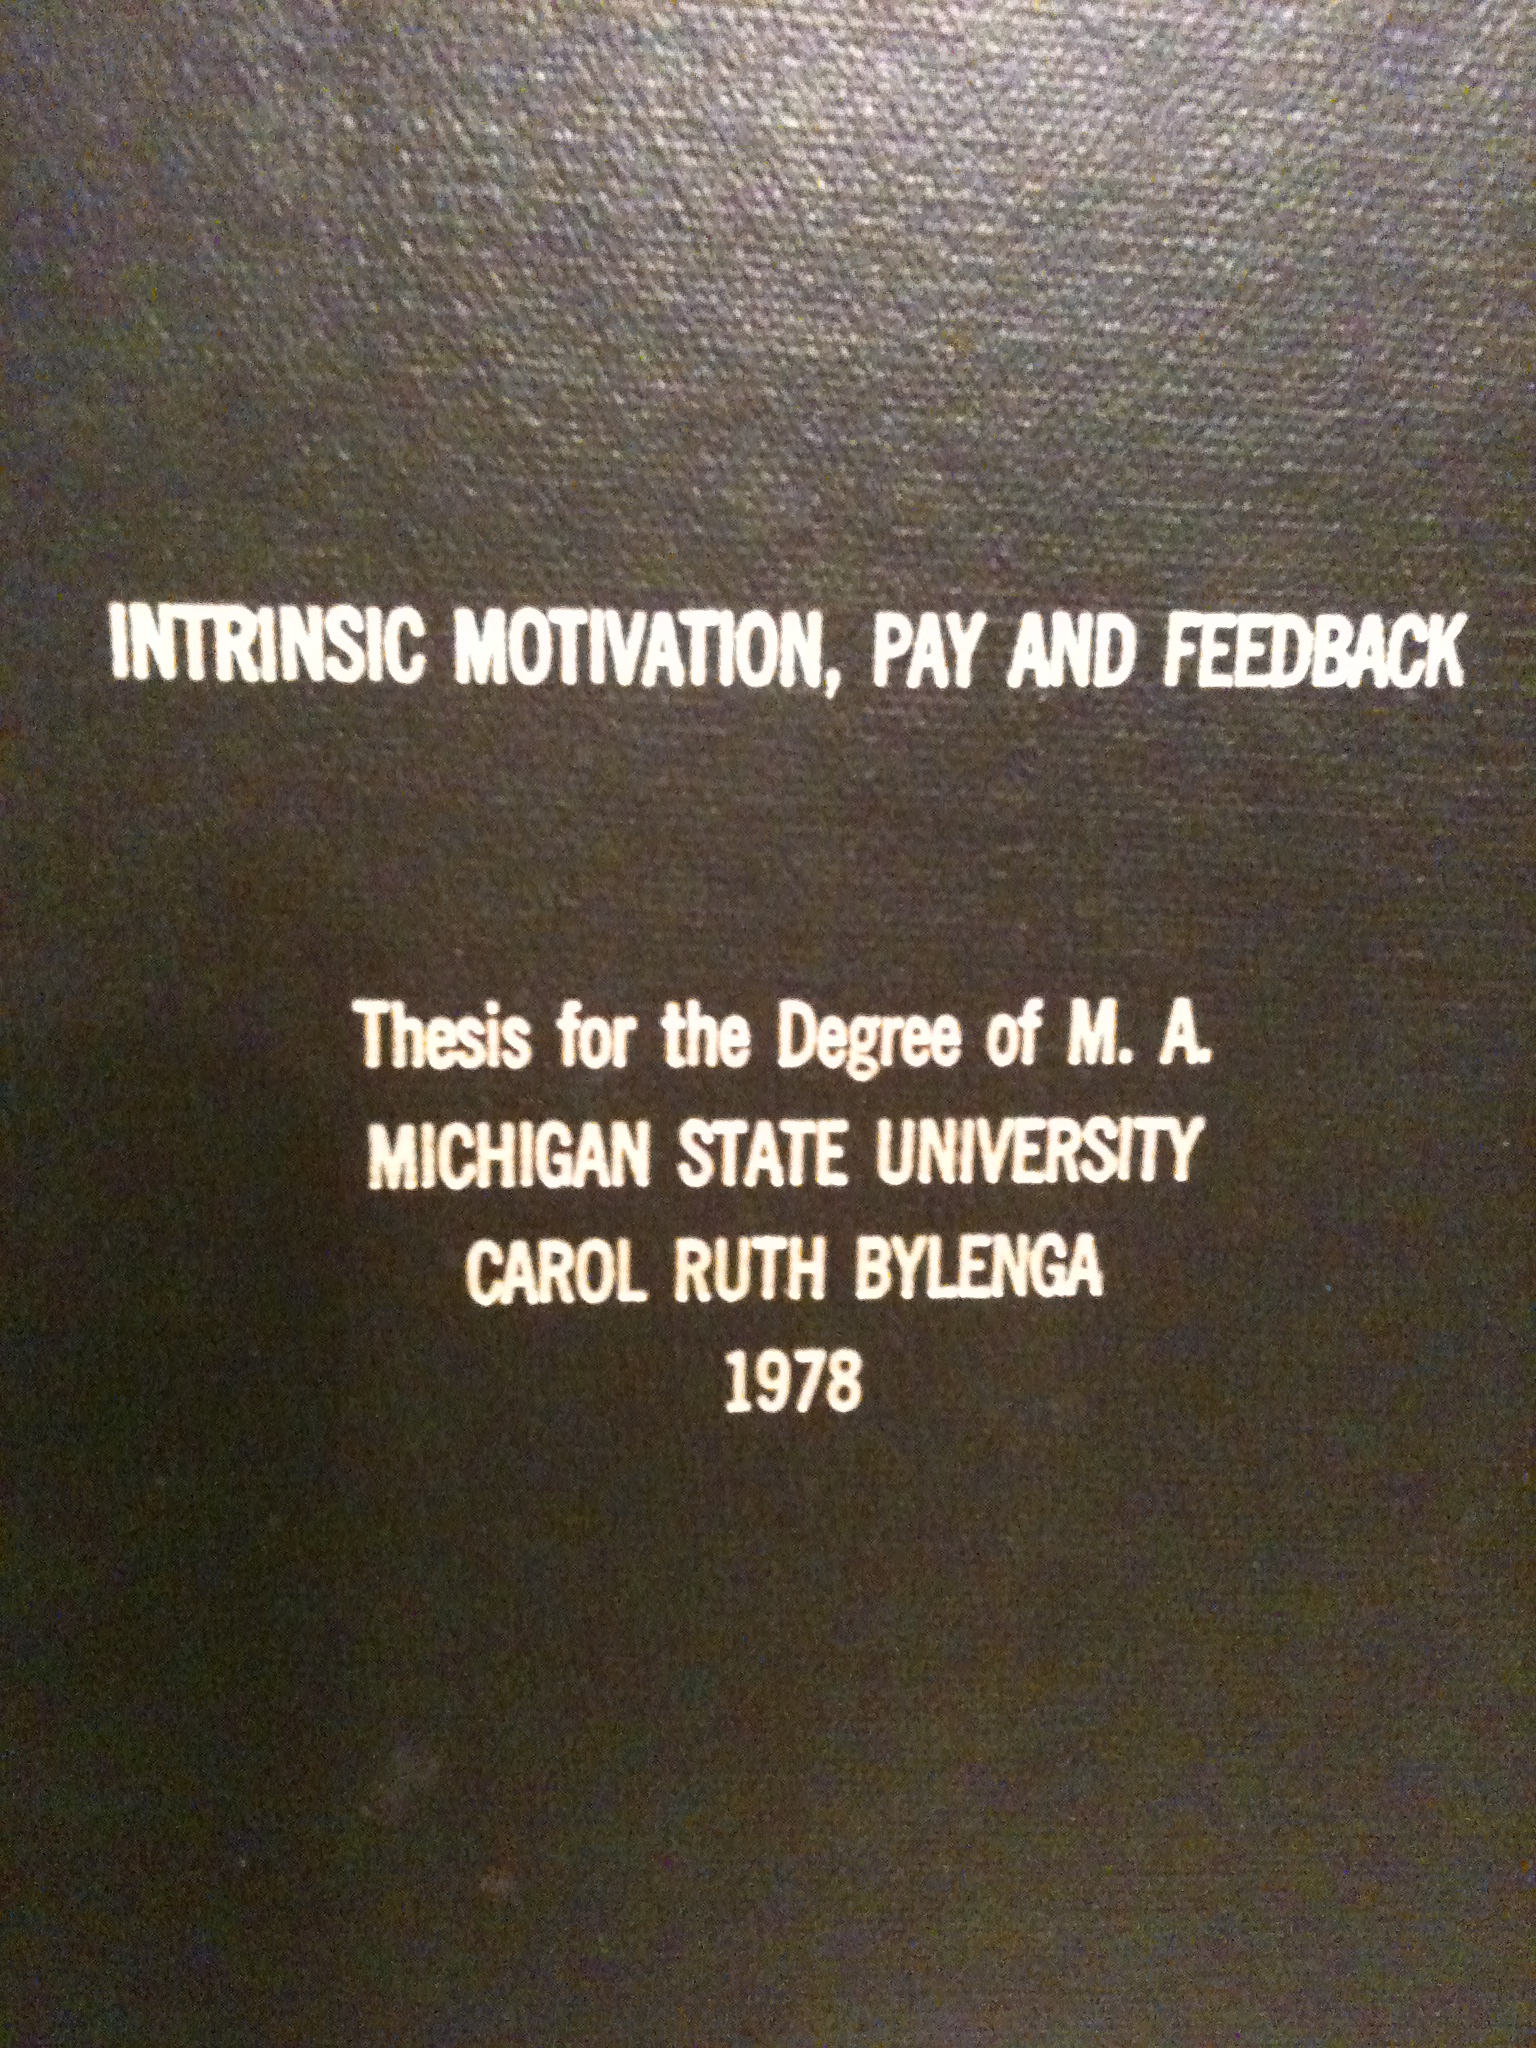 INTRINSIC MOTIVATION, PAY AND FEEDBACK
Thesis for the Degree of M. A.
MICHIGAN STATE UNIVERSITY
CAROL RUTH BYLENGA
1978